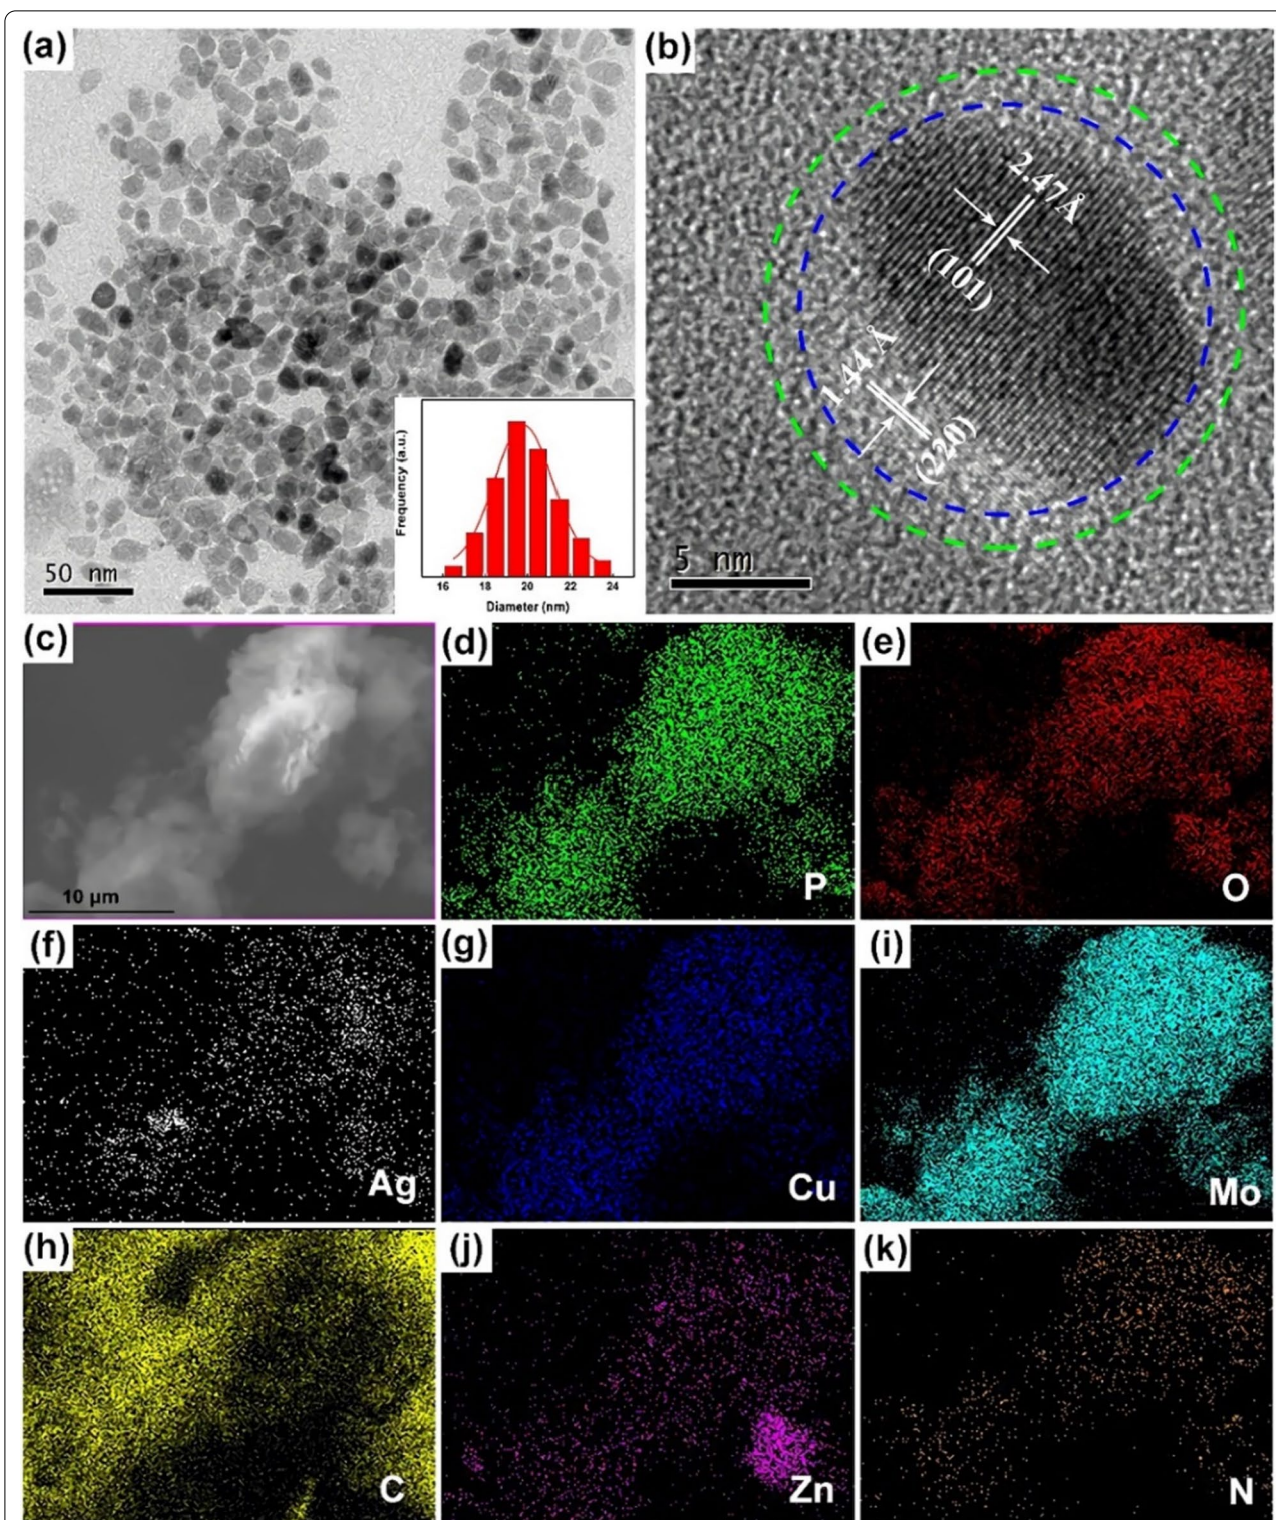 (a)
50 nm
Frequency (a.u.)
16 18 20 22 24
Diameter (nm)
(b)
2.47Å
(101)
1.44 Å
(220)
5 nm
(c)
10 µm
(d)
P
(e)
O
(f)
Ag
(g)
Cu
(i)
Mo
(h)
C
(j)
Zn
(k)
N